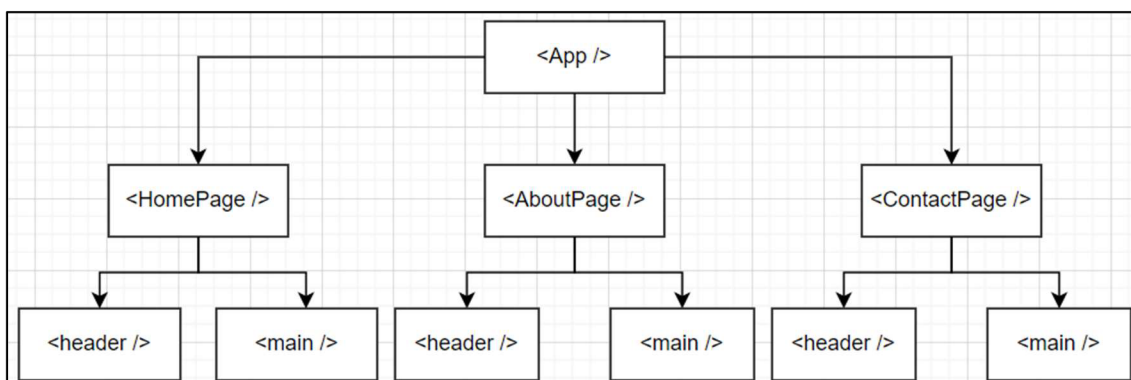 <App />
<HomePage />
<AboutPage />
<ContactPage />
<header />
<main />
<header />
<main />
<header />
<main />